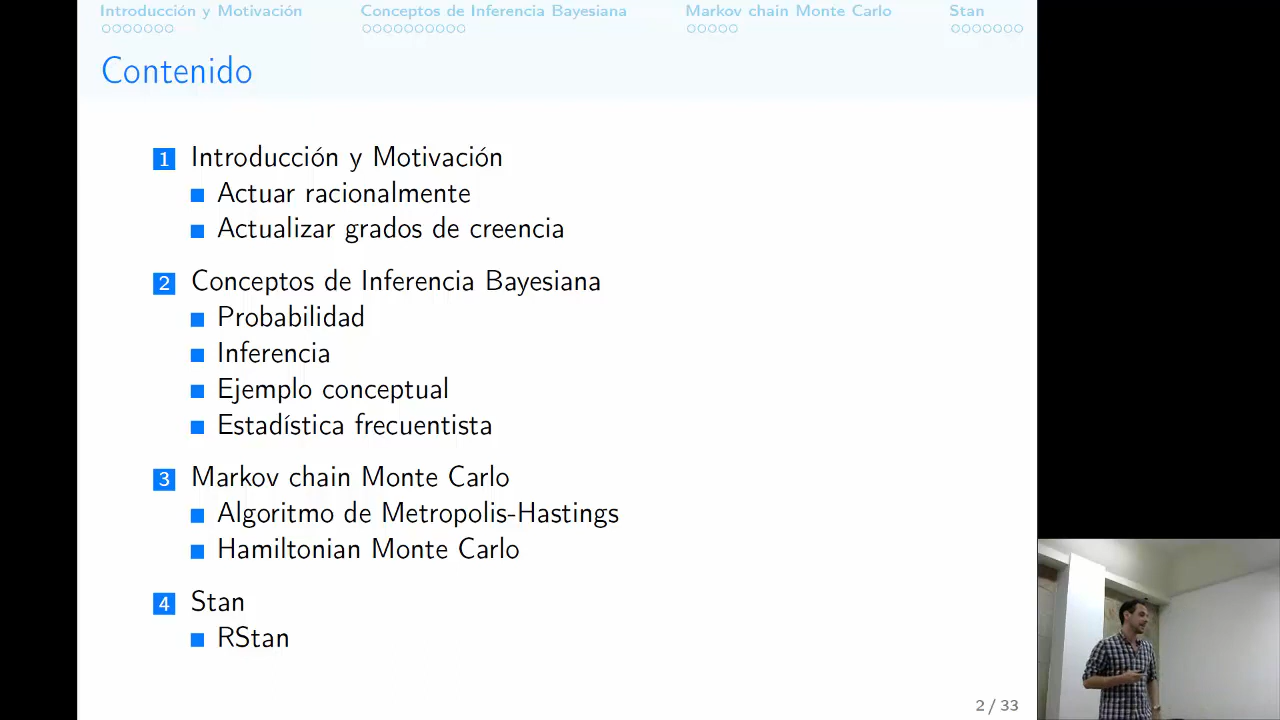 Introducción y Motivación Conceptos de Inferencia Bayesiana Markov chain Monte Carlo Stan
Contenido
1 Introducción y Motivación
Actuar racionalmente
Actualizar grados de creencia
2 Conceptos de Inferencia Bayesiana
Probabilidad
Inferencia
Ejemplo conceptual
Estadística frecuentista
3 Markov chain Monte Carlo
Algoritmo de Metropolis-Hastings
Hamiltonian Monte Carlo
4 Stan
RStan
2 / 33